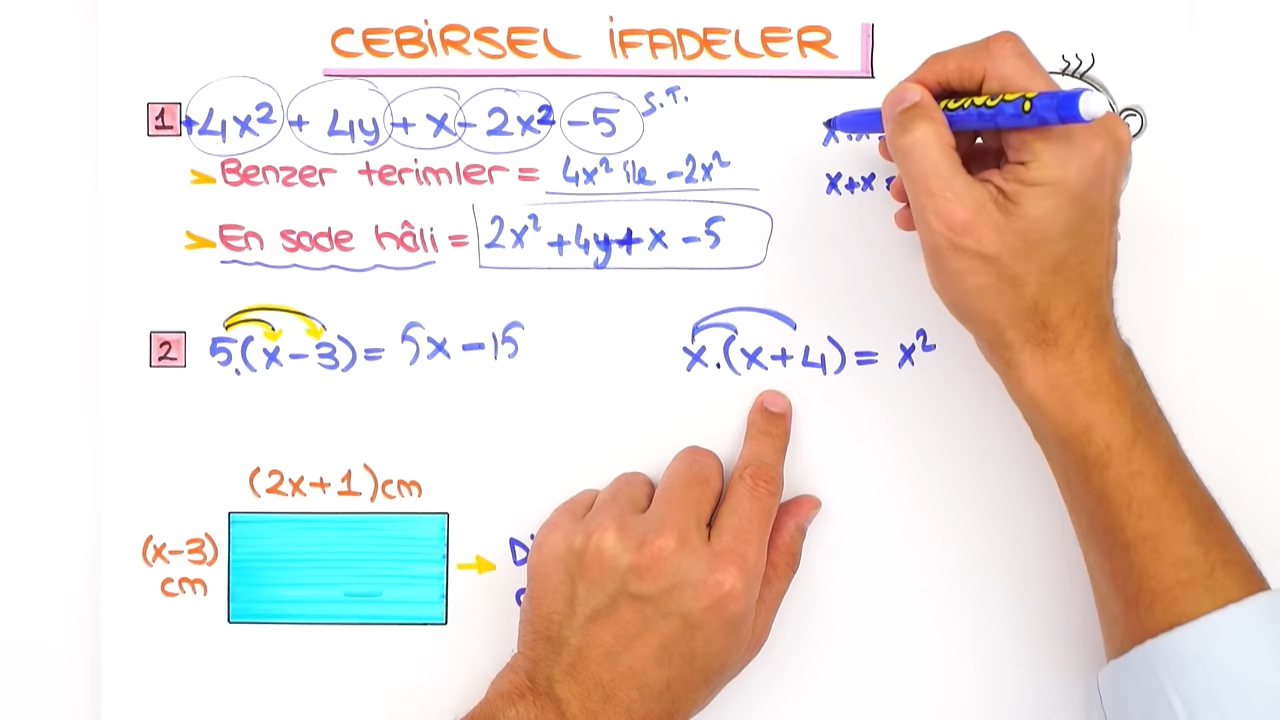 CEBİRSEL İFADELER
1 +4x² + 4y + x - 2x² - 5 S.T.
Benzer terimler = 4x² ile -2x²
En sade hâli = 2x² + 4y + x - 5
x+x =
2 5.(x-3) = 5x - 15
x.(x+4) = x²
(2x+1)cm
(x-3)
cm